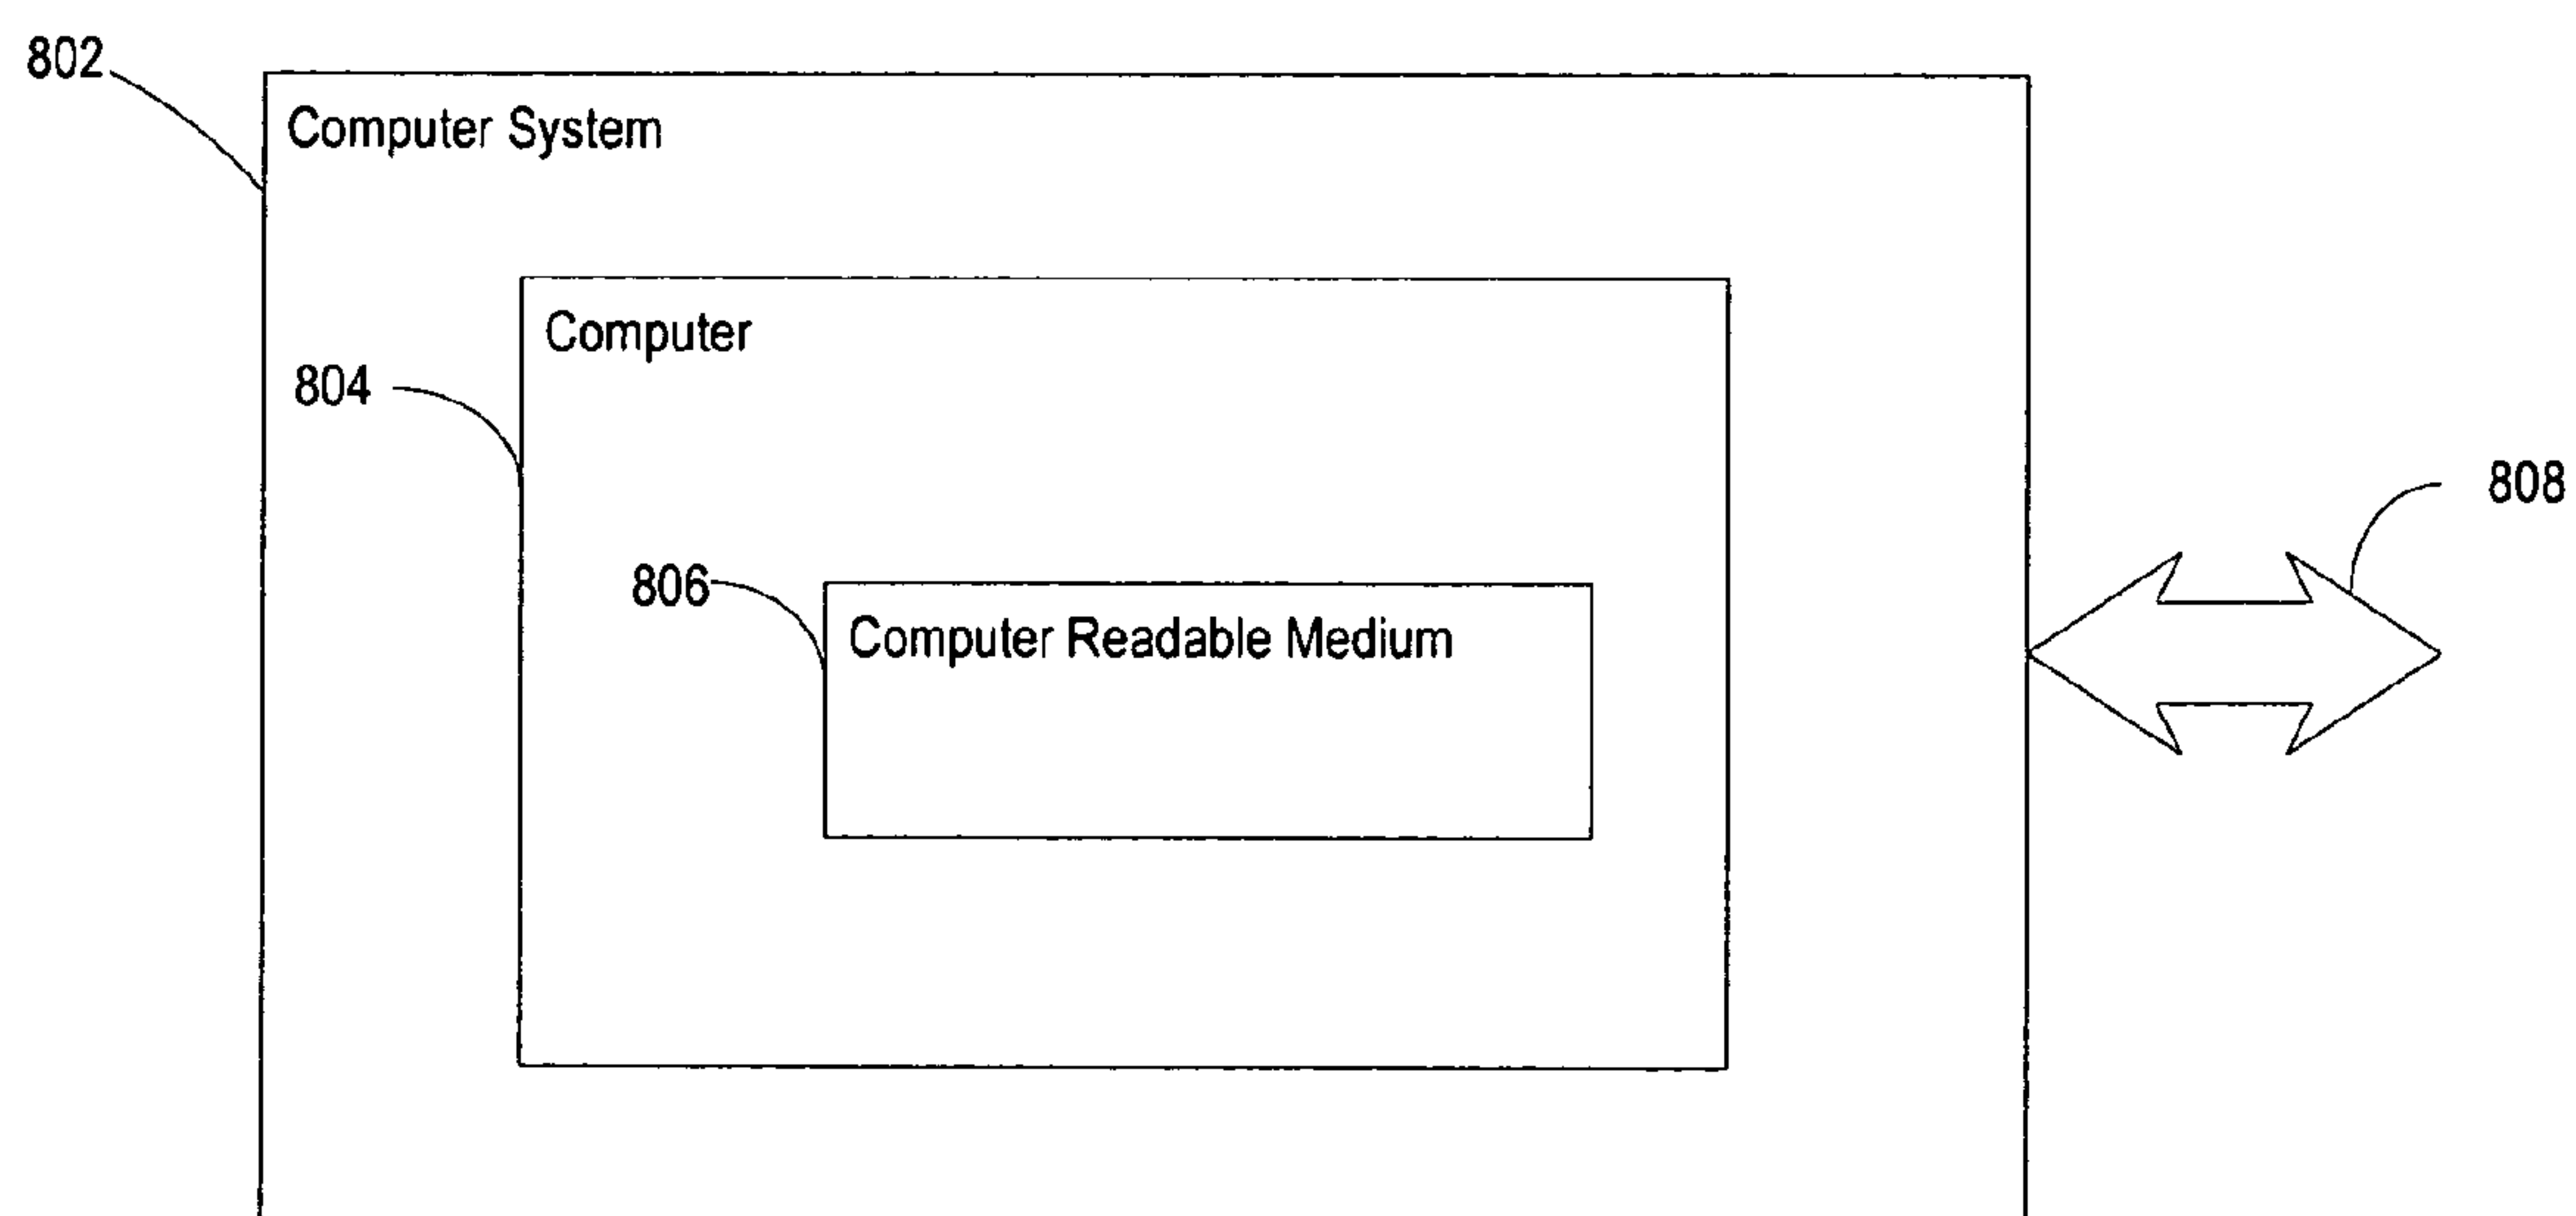 802
Computer System
Computer
804
808
806
Computer Readable Medium